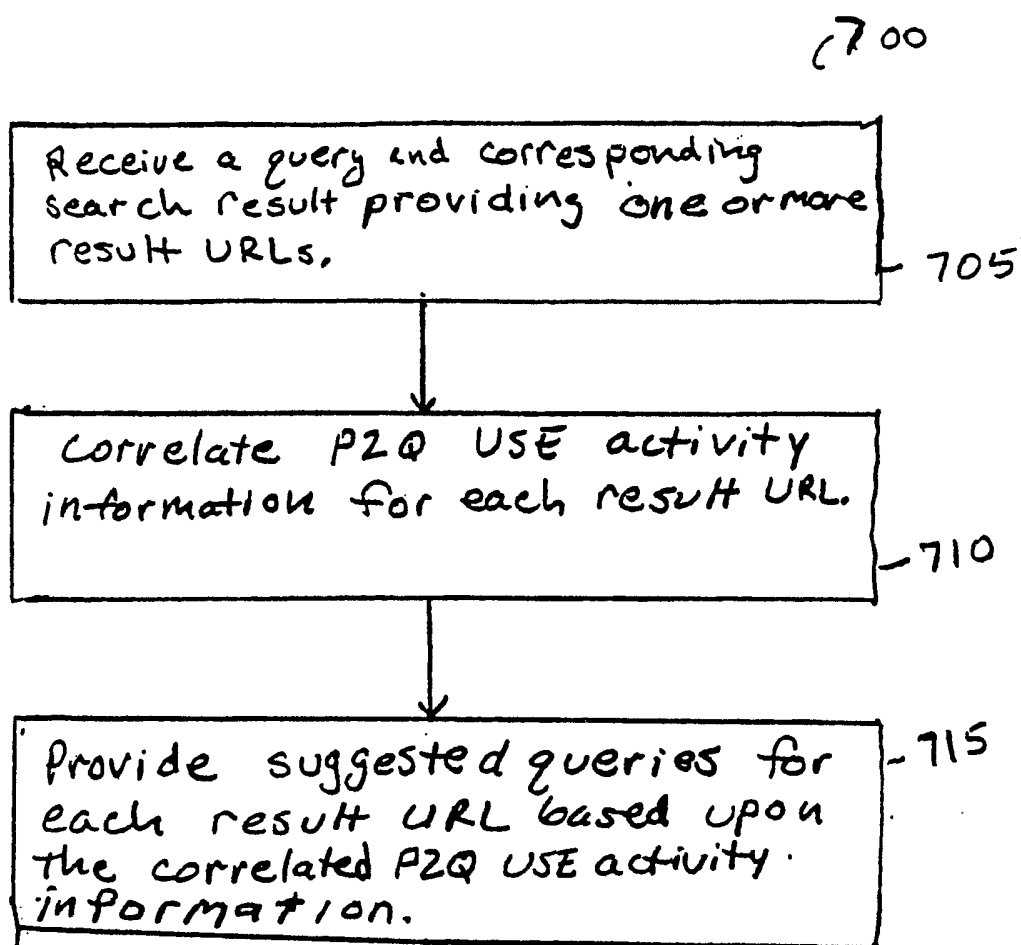 700
Receive a query and corresponding
search result providing one or more
result URLs.
705
Correlate P2Q USE activity
information for each result URL.
710
Provide suggested queries for
each result URL based upon
the correlated P2Q USE activity
information.
715